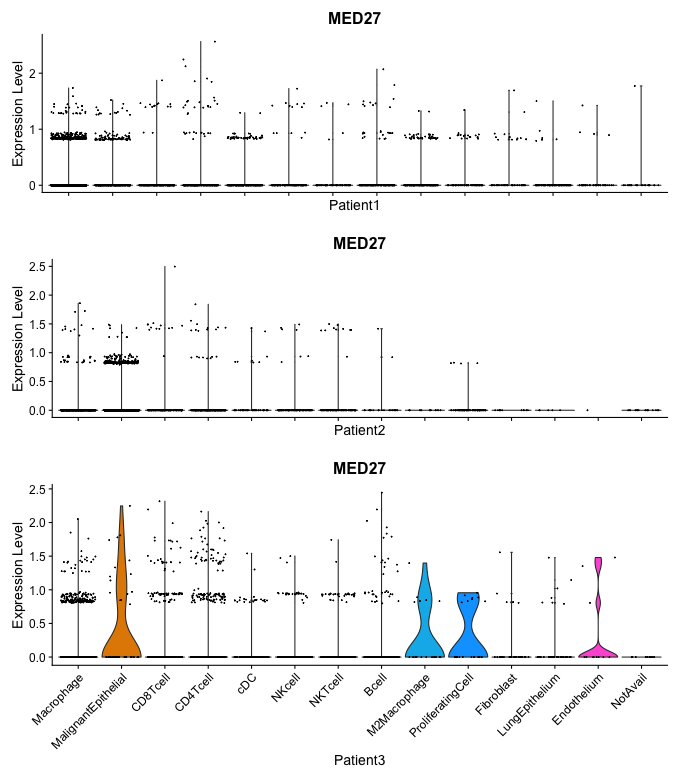 MED27
Expression Level
2
1
0
Patient1
MED27
Expression Level
2.5
2.0
1.5
1.0
0.5
0.0
Patient2
MED27
Expression Level
2.5
2.0
1.5
1.0
0.5
0.0
Macrophage
MalignantEpithelial
CD8Tcell
CD4Tcell
cDC
NKcell
NKTcell
Bcell
M2Macrophage
ProliferatingCell
Fibroblast
LungEpithelium
Endothelium
NotAvail
Patient3